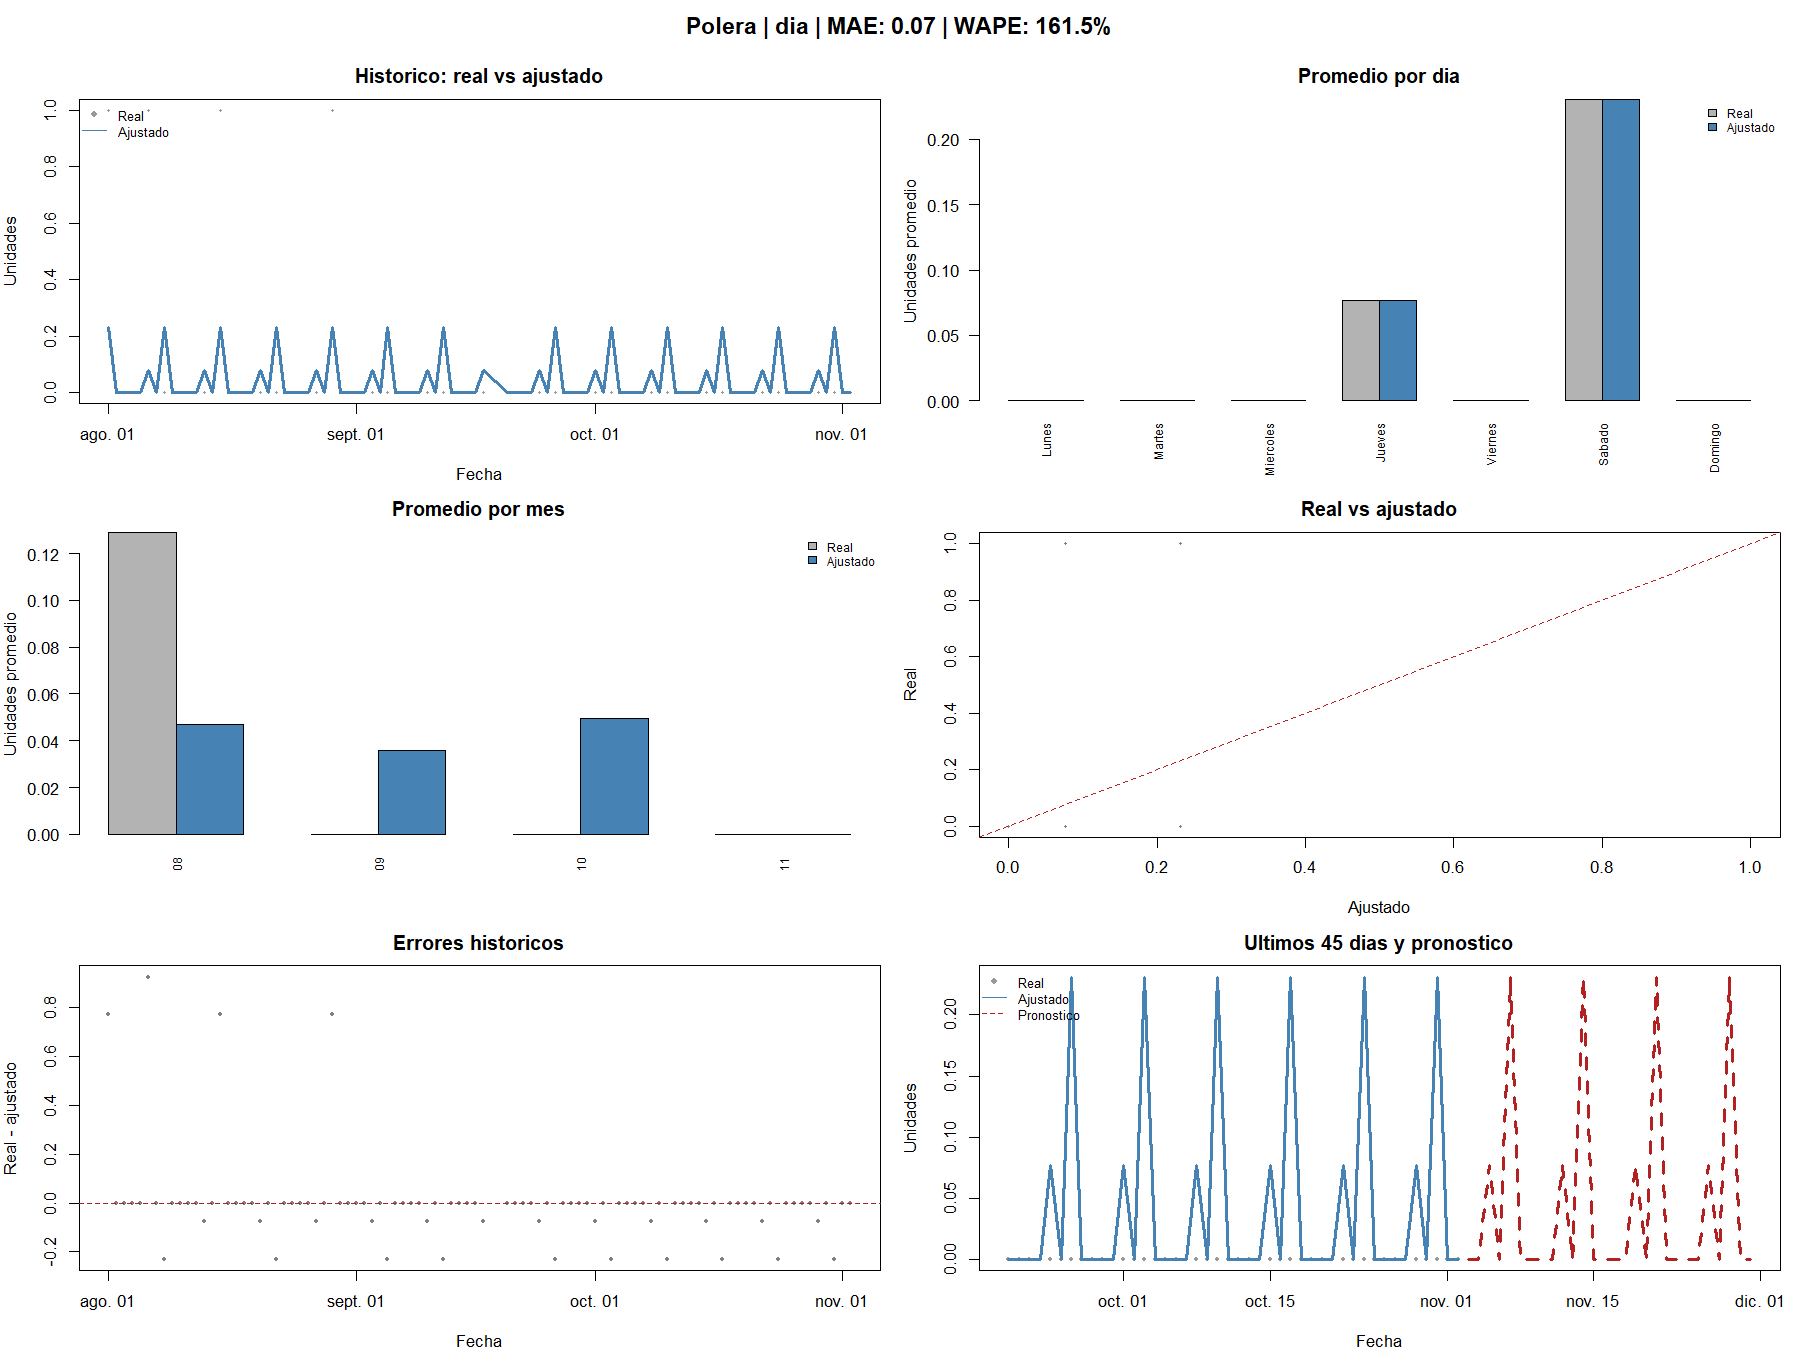 Polera | dia | MAE: 0.07 | WAPE: 161.5%
Historico: real vs ajustado
Real
Ajustado
Unidades
0.0
0.2
0.4
0.6
0.8
1.0
ago. 01
sept. 01
oct. 01
nov. 01
Fecha
Promedio por dia
Real
Ajustado
Unidades promedio
0.20
0.15
0.10
0.05
0.00
Lunes
Martes
Miercoles
Jueves
Viernes
Sabado
Domingo
Promedio por mes
Real
Ajustado
Unidades promedio
0.12
0.10
0.08
0.06
0.04
0.02
0.00
08
09
10
11
Real vs ajustado
Real
0.0
0.2
0.4
0.6
0.8
1.0
0.0
0.2
0.4
0.6
0.8
1.0
Ajustado
Errores historicos
Real - ajustado
-0.2
0.0
0.2
0.4
0.6
0.8
ago. 01
sept. 01
oct. 01
nov. 01
Fecha
Ultimos 45 dias y pronostico
Real
Ajustado
Pronostico
Unidades
0.00
0.05
0.10
0.15
0.20
oct. 01
oct. 15
nov. 01
nov. 15
dic. 01
Fecha